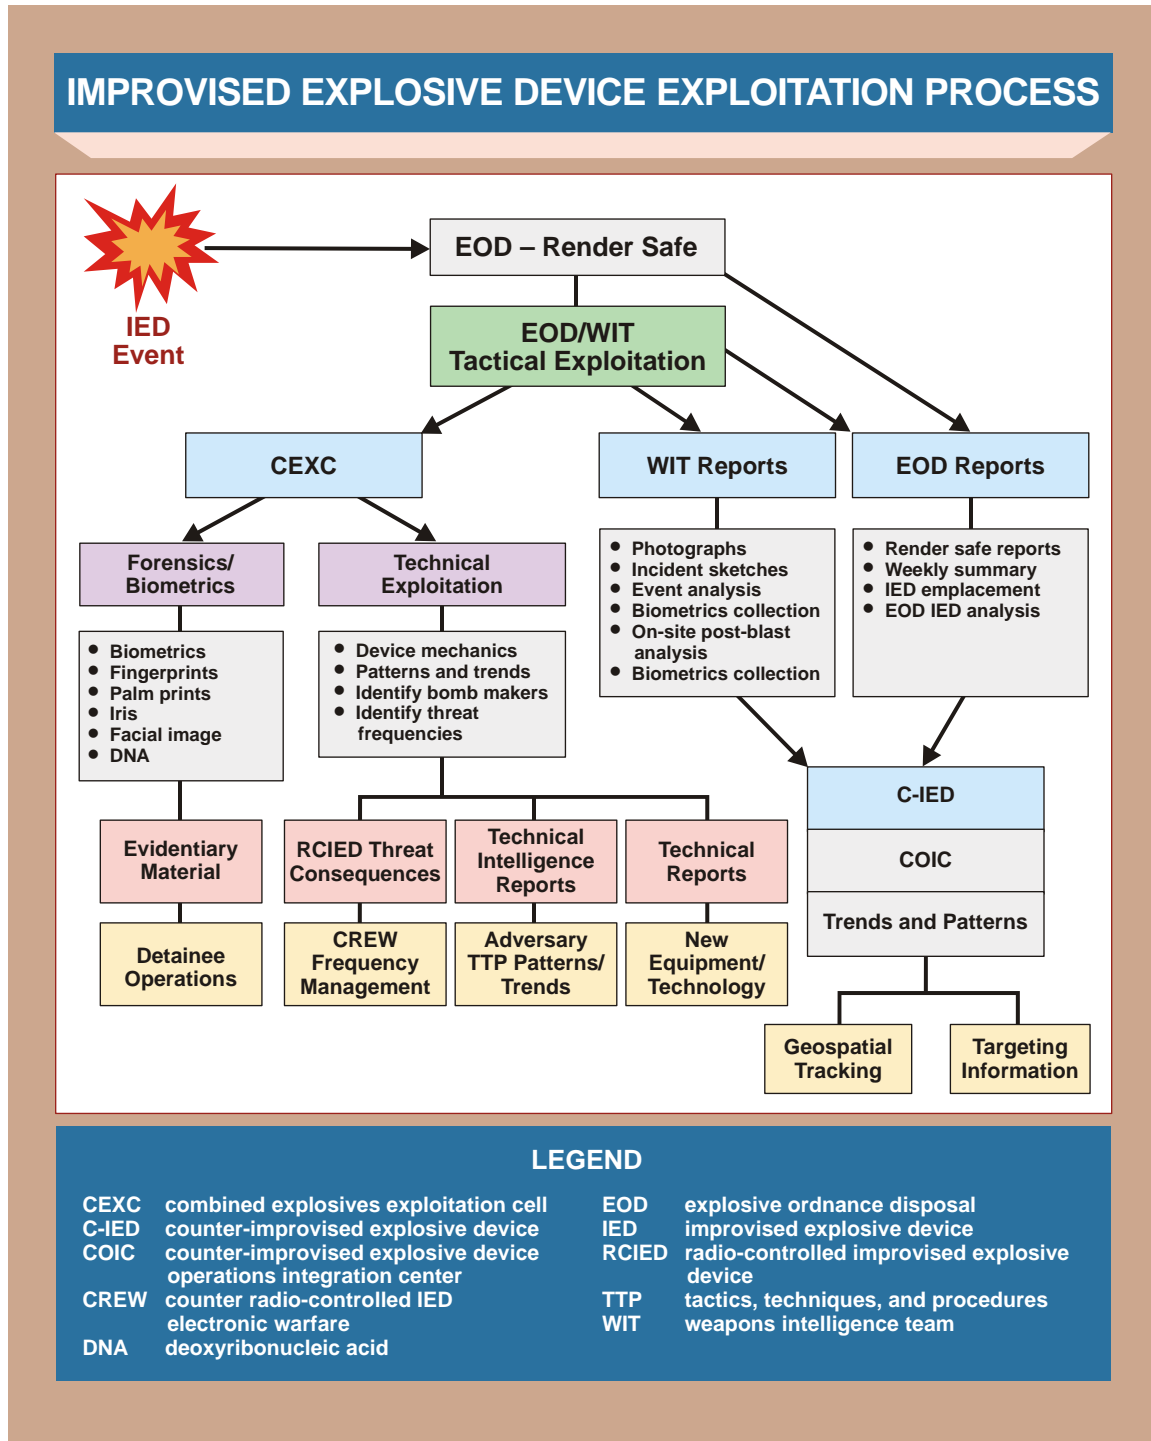 IMPROVISED EXPLOSIVE DEVICE EXPLOITATION PROCESS
IED
Event
EOD – Render Safe
EOD/WIT
Tactical Exploitation
CEXC
WIT Reports
EOD Reports
Forensics/
Biometrics
Technical
Exploitation
● Photographs
● Incident sketches
● Event analysis
● Biometrics collection
● On-site post-blast
analysis
● Biometrics collection
● Render safe reports
● Weekly summary
● IED emplacement
● EOD IED analysis
● Biometrics
● Fingerprints
● Palm prints
● Iris
● Facial image
● DNA
● Device mechanics
● Patterns and trends
● Identify bomb makers
● Identify threat
frequencies
C-IED
COIC
Trends and Patterns
Evidentiary
Material
RCIED Threat
Consequences
Technical
Intelligence
Reports
Technical
Reports
Detainee
Operations
CREW
Frequency
Management
Adversary
TTP Patterns/
Trends
New
Equipment/
Technology
Geospatial
Tracking
Targeting
Information
LEGEND
CEXC combined explosives exploitation cell
C-IED counter-improvised explosive device
COIC counter-improvised explosive device
operations integration center
CREW counter radio-controlled IED
electronic warfare
DNA deoxyribonucleic acid
EOD explosive ordnance disposal
IED improvised explosive device
RCIED radio-controlled improvised explosive
device
TTP tactics, techniques, and procedures
WIT weapons intelligence team